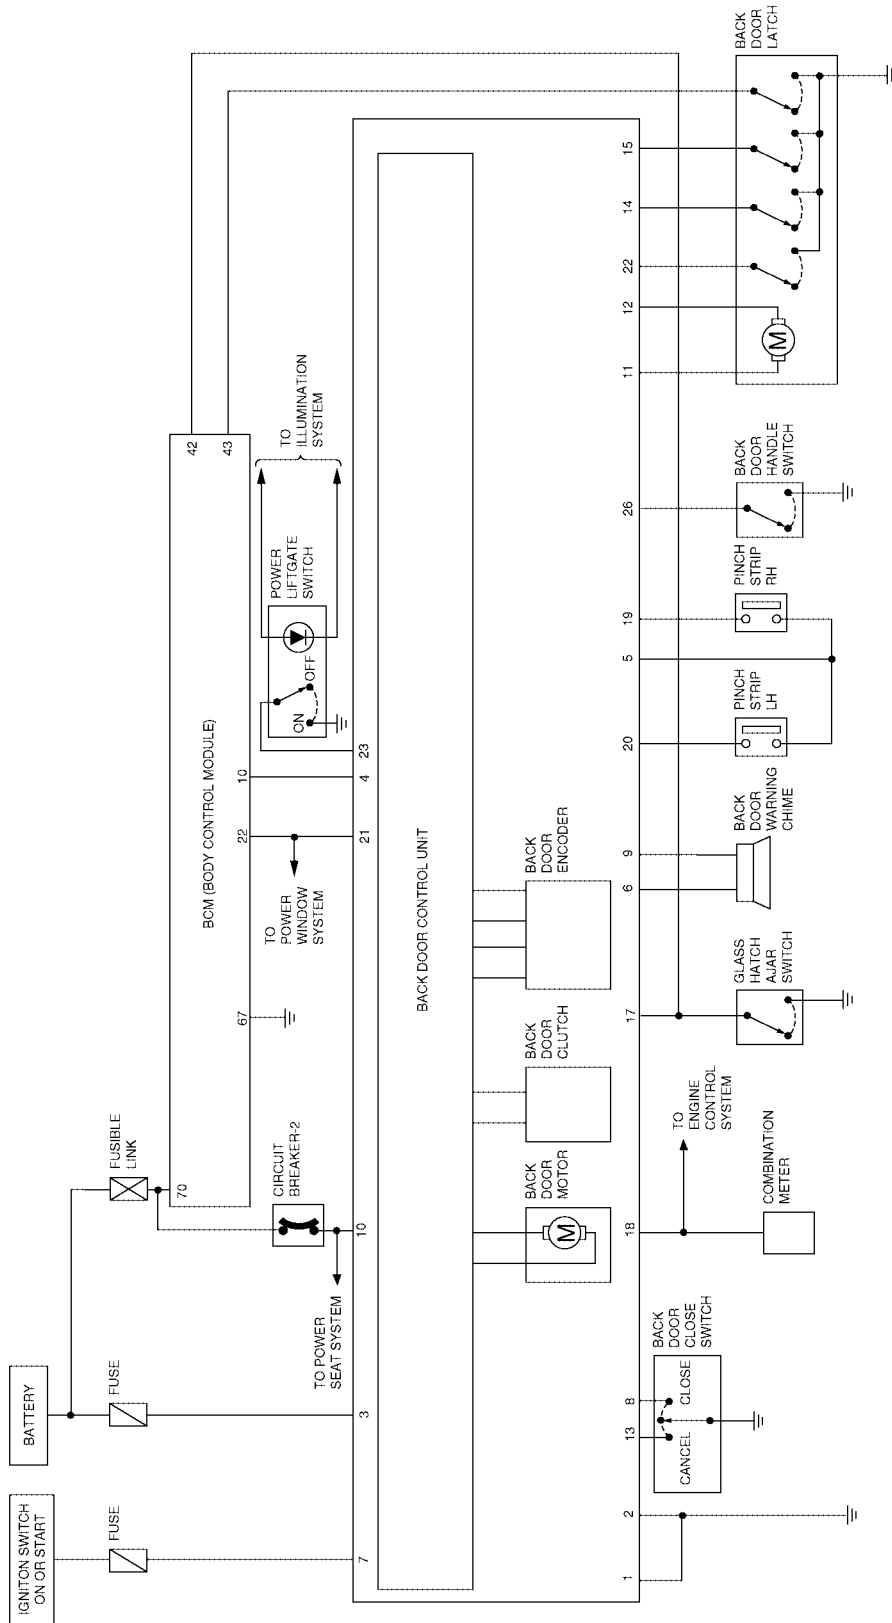 IGNITON SWITCH
ON OR START
BATTERY
FUSE
FUSE
FUSIBLE
LINK
70
67
22
10
42
43
BCM (BODY CONTROL MODULE)
CIRCUIT
BREAKER-2
TO POWER
SEAT SYSTEM
TO
POWER
WINDOW
SYSTEM
POWER
LIFTGATE
SWITCH
ON
OFF
TO
ILLUMINATION
SYSTEM
7
3
10
21
4
23
BACK DOOR CONTROL UNIT
BACK
DOOR
MOTOR
M
BACK
DOOR
CLUTCH
BACK
DOOR
ENCODER
1
2
13
8
18
17
6
9
20
5
19
26
11
12
22
14
15
BACK
DOOR
CLOSE
SWITCH
CANCEL
CLOSE
TO
ENGINE
CONTROL
SYSTEM
COMBINATION
METER
GLASS
HATCH
AJAR
SWITCH
BACK
DOOR
WARNING
CHIME
PINCH
STRIP
LH
PINCH
STRIP
RH
BACK
DOOR
HANDLE
SWITCH
M
BACK
DOOR
LATCH